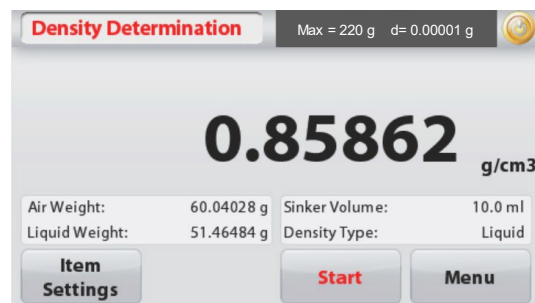 Density Determination Max = 220 g d= 0.00001 g
0.85862 g/cm3
Air Weight: 60.04028 g Sinker Volume: 10.0 ml
Liquid Weight: 51.46484 g Density Type: Liquid
Item Settings Start Menu